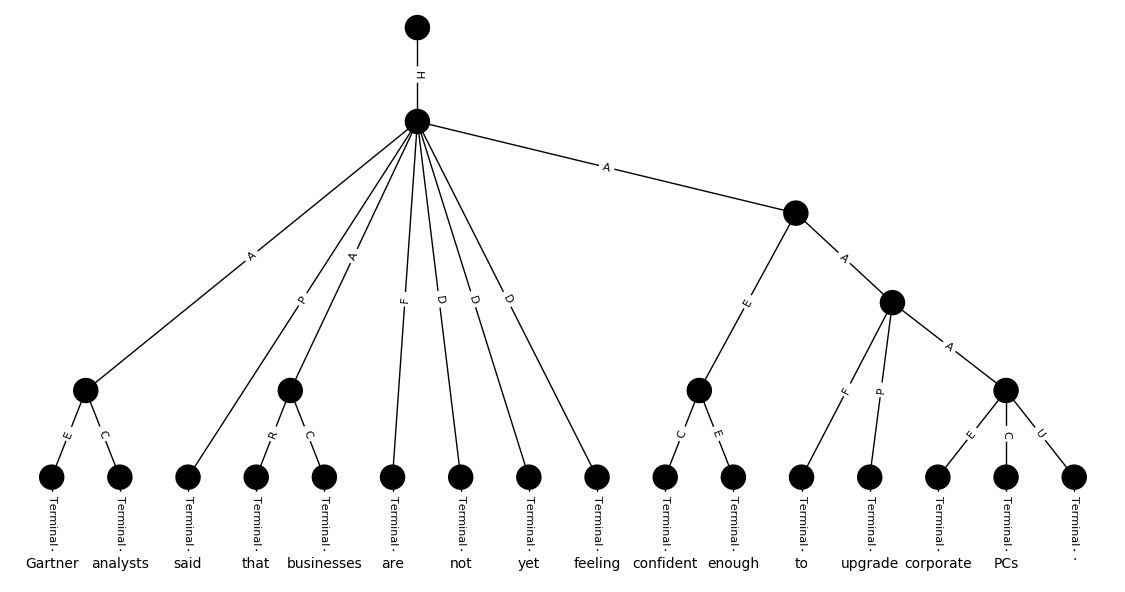 H
A
A
P
A
F
D
D
D
E
A
E
C
R
C
C
E
F
P
A
E
C
U
Terminal Terminal Terminal Terminal Terminal Terminal Terminal Terminal Terminal Terminal Terminal Terminal Terminal Terminal Terminal Terminal
Gartner analysts said that businesses are not yet feeling confident enough to upgrade corporate PCs .